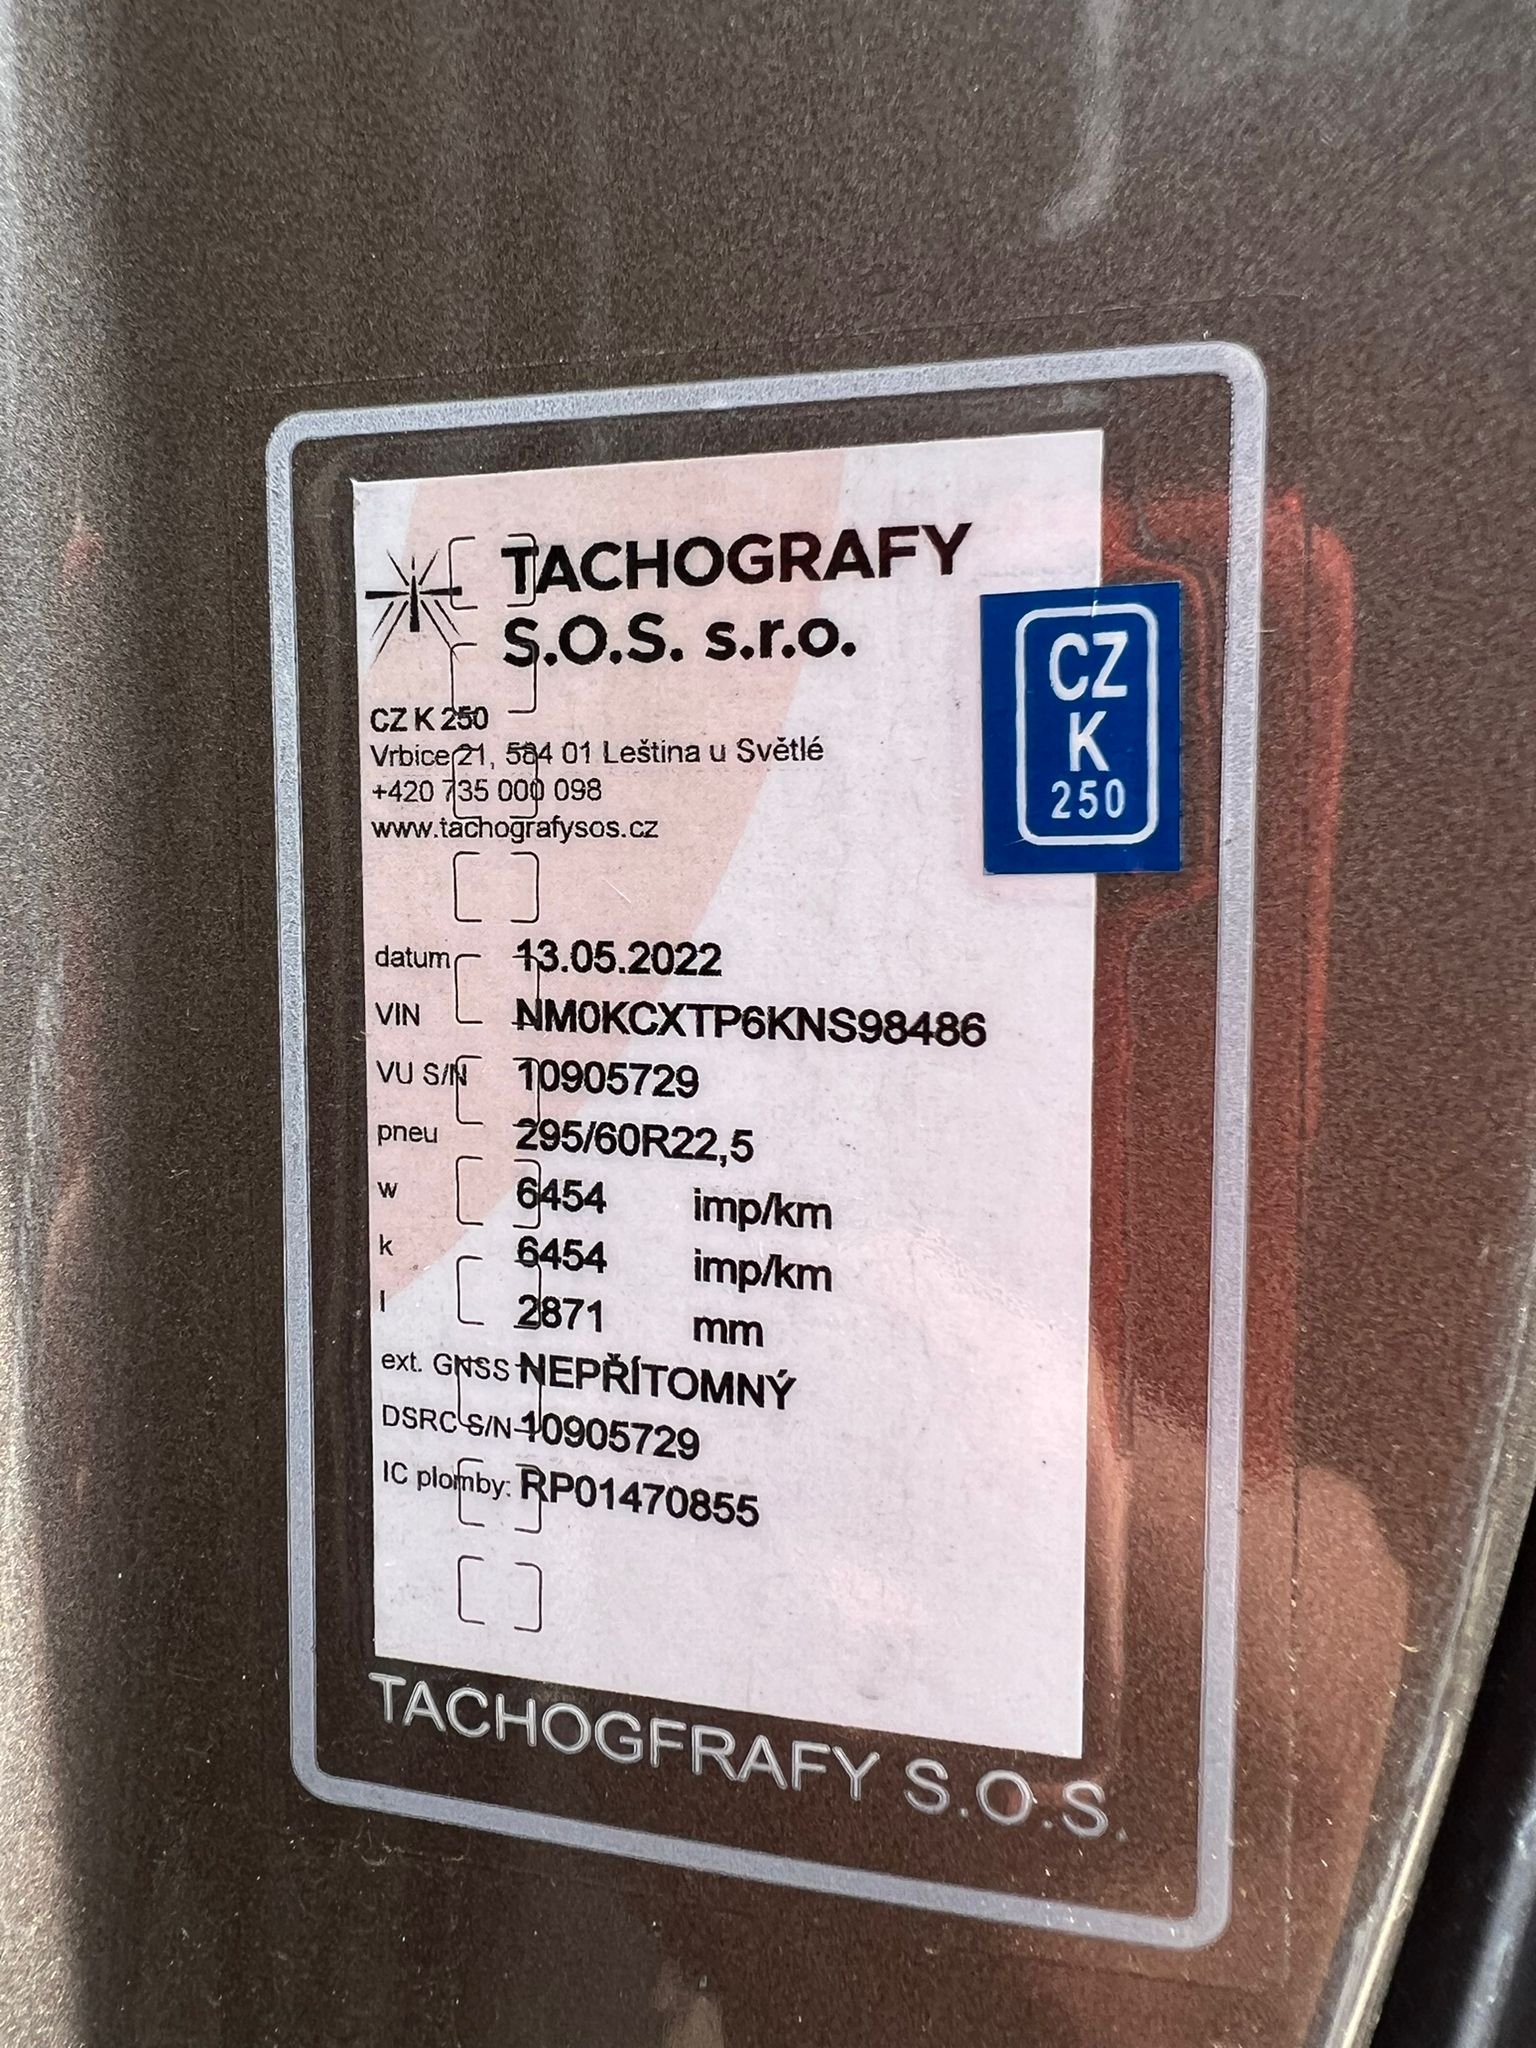 TACHOGRAFY
S.O.S. s.r.o.
CZ K 250
Vrbice 21, 584 01 Leština u Světlé
+420 735 000 098
www.tachografysos.cz
CZ
K
250
datum 13.05.2022
VIN NM0KCXTP6KNS98486
VU S/N 10905729
pneu 295/60R22,5
w 6454 imp/km
k 6454 imp/km
l 2871 mm
ext. GNSS NEPŘÍTOMNÝ
DSRC S/N 10905729
IC plomby: RP01470855
TACHOGFRAFY S.O.S.